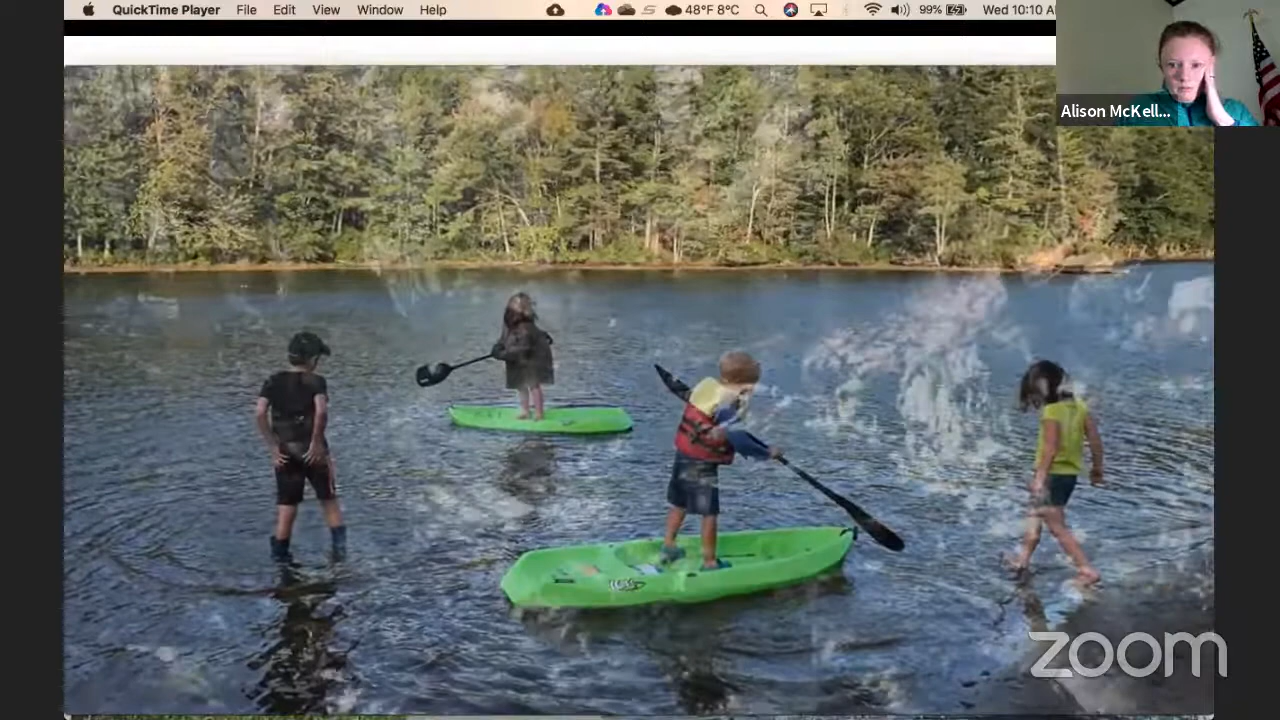 QuickTime Player File Edit View Window Help 48°F 8°C 99% Wed 10:10 A
Alison McKell...
zoom